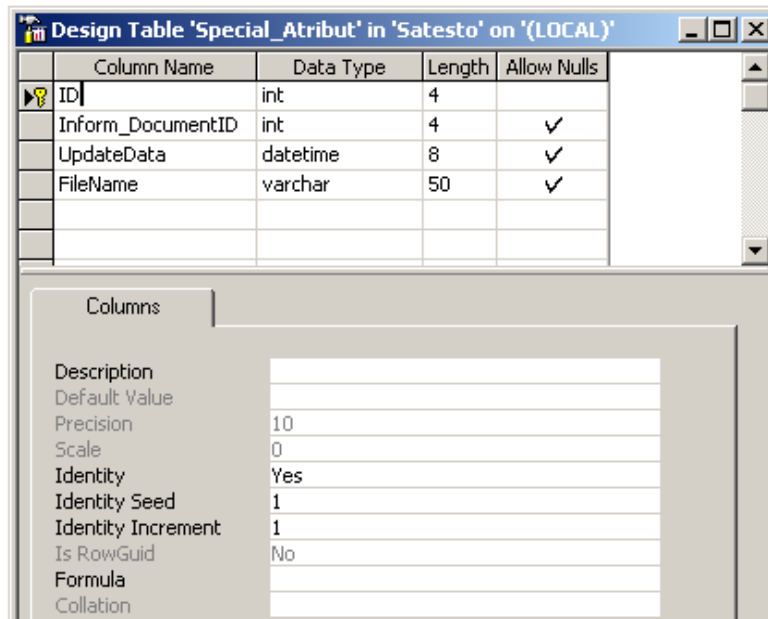 Design Table 'Special_Atribut' in 'Satesto' on '(LOCAL)'
Column Name Data Type Length Allow Nulls
ID int 4
Inform_DocumentID int 4 ✓
UpdateData datetime 8 ✓
FileName varchar 50 ✓
Columns
Description
Default Value
Precision 10
Scale 0
Identity Yes
Identity Seed 1
Identity Increment 1
Is RowGuid No
Formula
Collation